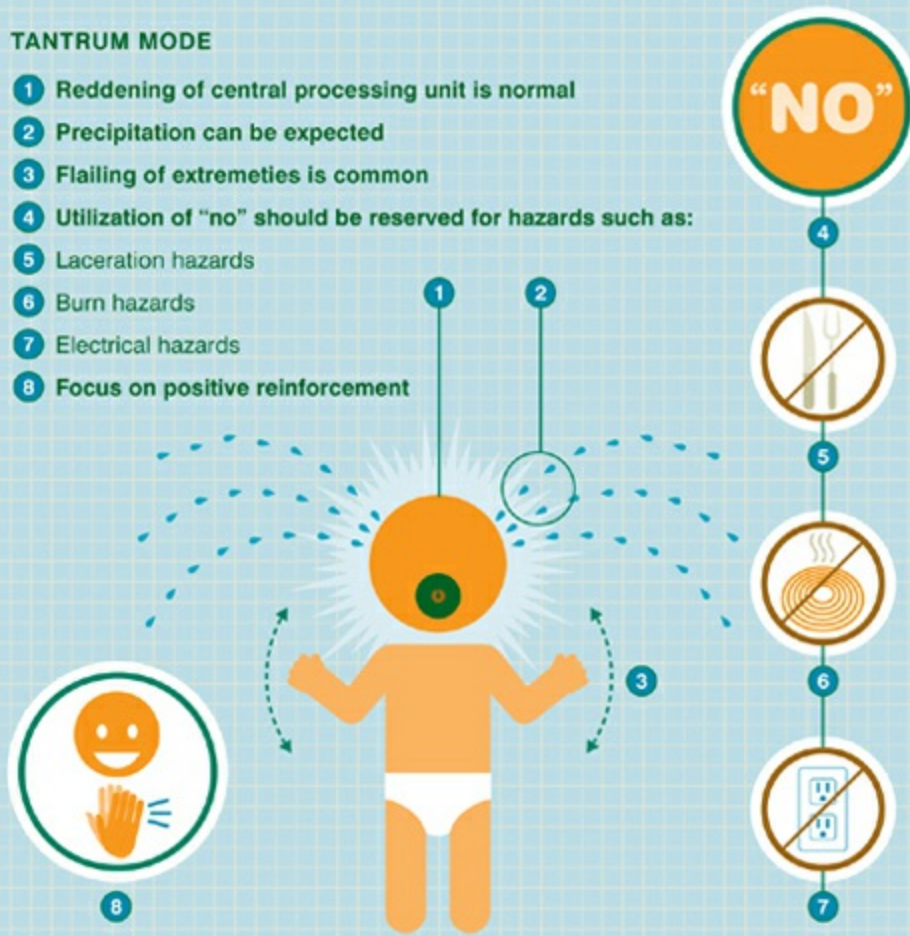 TANTRUM MODE
1 Reddening of central processing unit is normal
2 Precipitation can be expected
3 Flailing of extremeties is common
4 Utilization of “no” should be reserved for hazards such as:
5 Laceration hazards
6 Burn hazards
7 Electrical hazards
8 Focus on positive reinforcement
“NO”
4
1
2
5
3
6
8
7